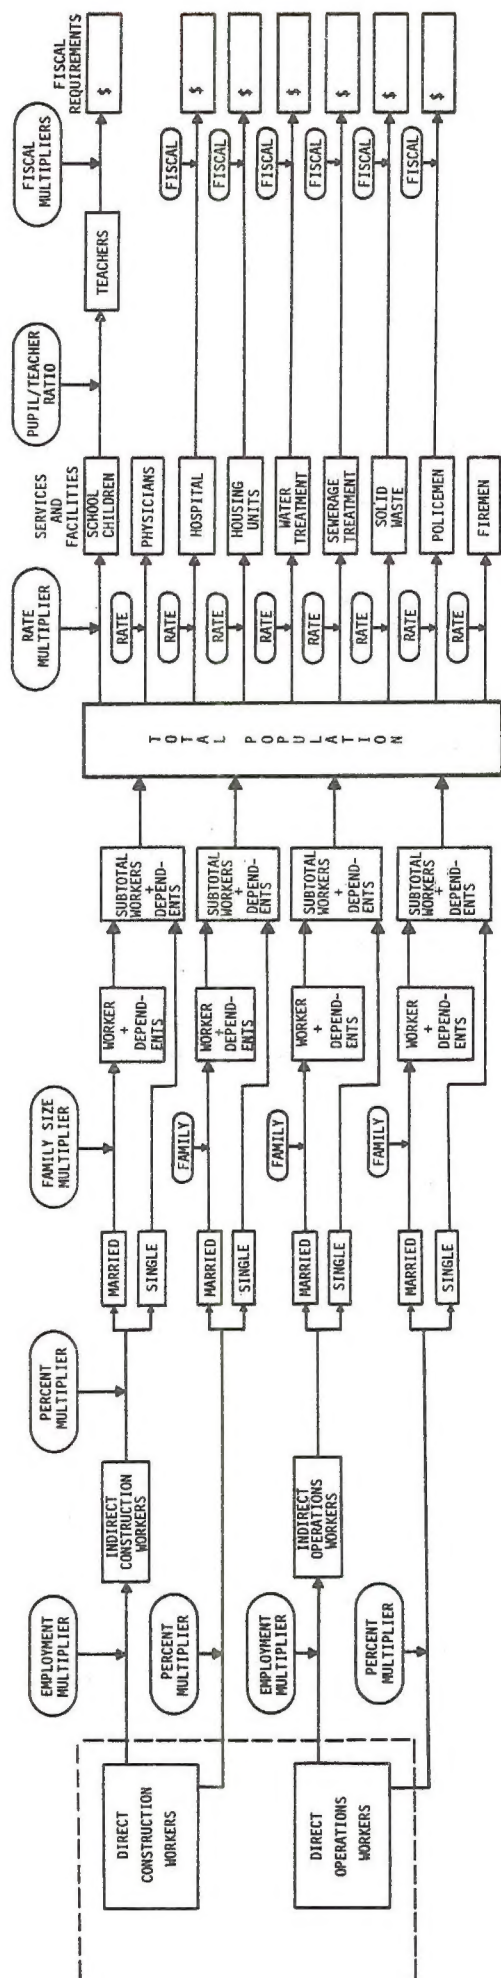 DIRECT
CONSTRUCTION
WORKERS
DIRECT
OPERATIONS
WORKERS
EMPLOYMENT
MULTIPLIER
PERCENT
MULTIPLIER
EMPLOYMENT
MULTIPLIER
PERCENT
MULTIPLIER
INDIRECT
CONSTRUCTION
WORKERS
INDIRECT
OPERATIONS
WORKERS
PERCENT
MULTIPLIER
MARRIED
SINGLE
MARRIED
SINGLE
MARRIED
SINGLE
MARRIED
SINGLE
FAMILY SIZE
MULTIPLIER
FAMILY
FAMILY
FAMILY
WORKER
+
DEPEND-
ENTS
WORKER
+
DEPEND-
ENTS
WORKER
+
DEPEND-
ENTS
WORKER
+
DEPEND-
ENTS
SUBTOTAL
WORKERS
+
DEPEND-
ENTS
SUBTOTAL
WORKERS
+
DEPEND-
ENTS
SUBTOTAL
WORKERS
+
DEPEND-
ENTS
SUBTOTAL
WORKERS
+
DEPEND-
ENTS
TOTAL POPULATION
RATE
MULTIPLIER
RATE
RATE
RATE
RATE
RATE
RATE
RATE
RATE
SERVICES
AND
FACILITIES
SCHOOL
CHILDREN
PHYSICIANS
HOSPITAL
HOUSING
UNITS
WATER
TREATMENT
SEWERAGE
TREATMENT
SOLID
WASTE
POLICEMEN
FIREMEN
PUPIL/TEACHER
RATIO
TEACHERS
FISCAL
MULTIPLIERS
FISCAL
FISCAL
FISCAL
FISCAL
FISCAL
FISCAL
FISCAL
REQUIREMENTS
$
$
$
$
$
$
$